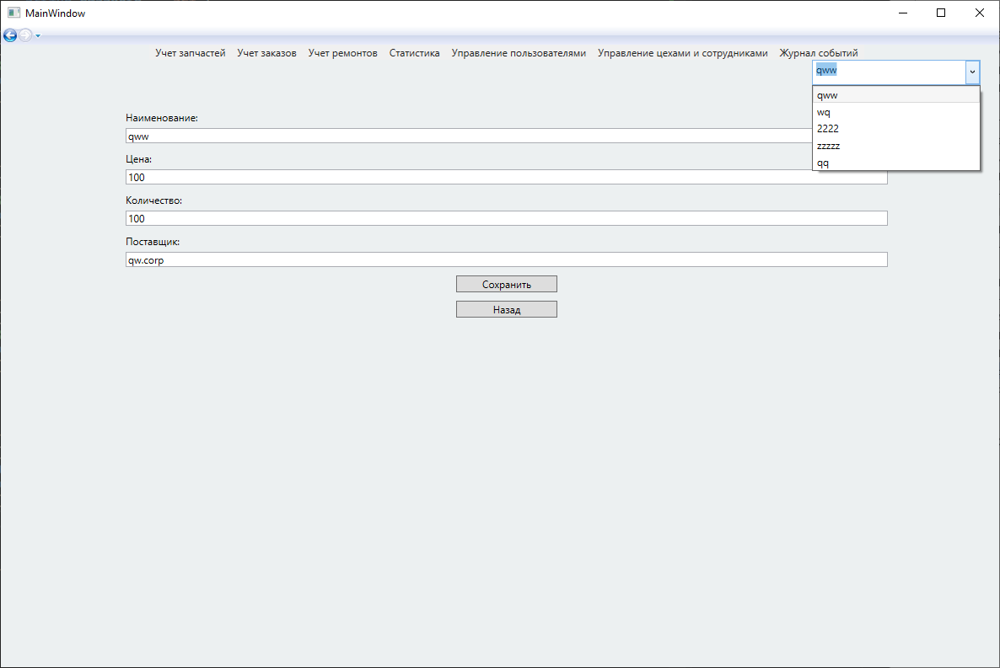 MainWindow
Учет запчастей Учет заказов Учет ремонтов Статистика Управление пользователями Управление цехами и сотрудниками Журнал событий
qww
qww
wq
2222
zzzzz
qq
Наименование:
qww
Цена:
100
Количество:
100
Поставщик:
qw.corp
Сохранить
Назад